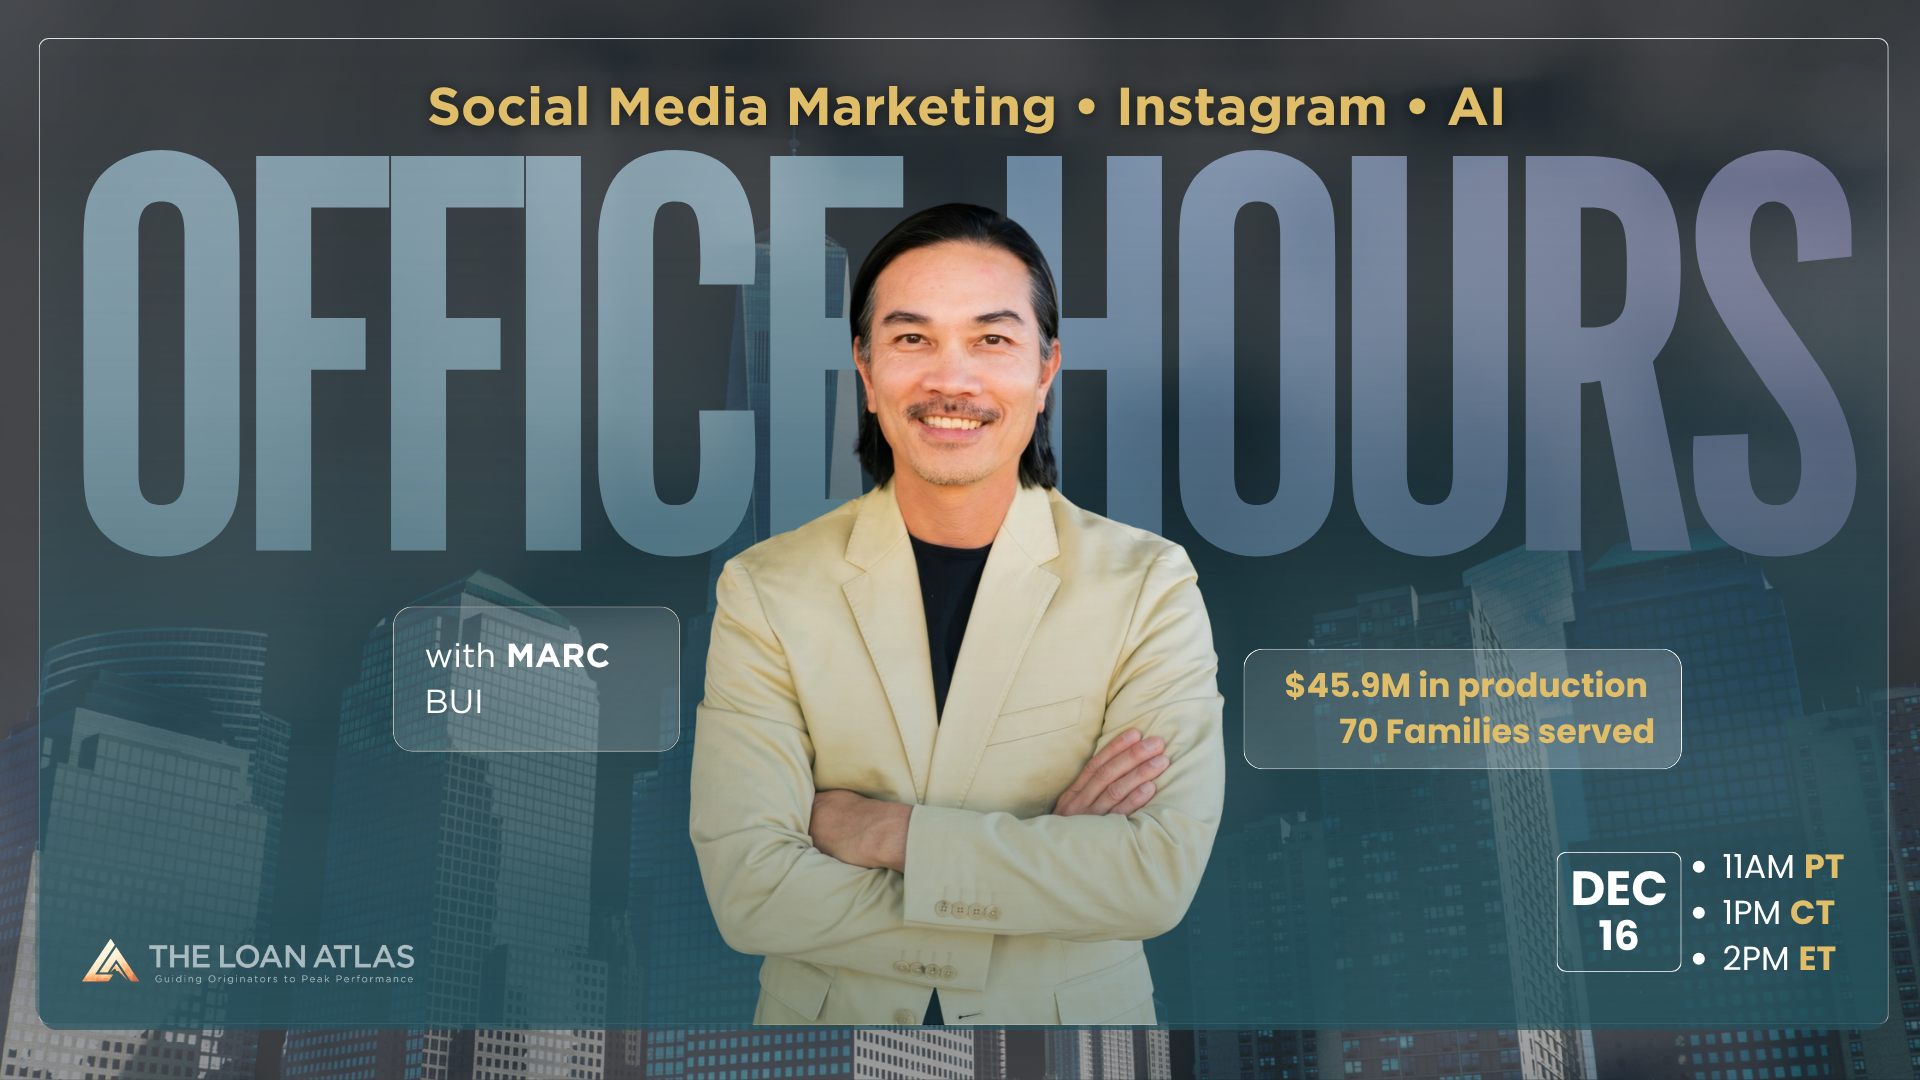 Social Media Marketing • Instagram • AI
OFFICE HOURS
with MARC
BUI
$45.9M in production
70 Families served
DEC
16
• 11AM PT
• 1PM CT
• 2PM ET
THE LOAN ATLAS
Guiding Originators to Peak Performance